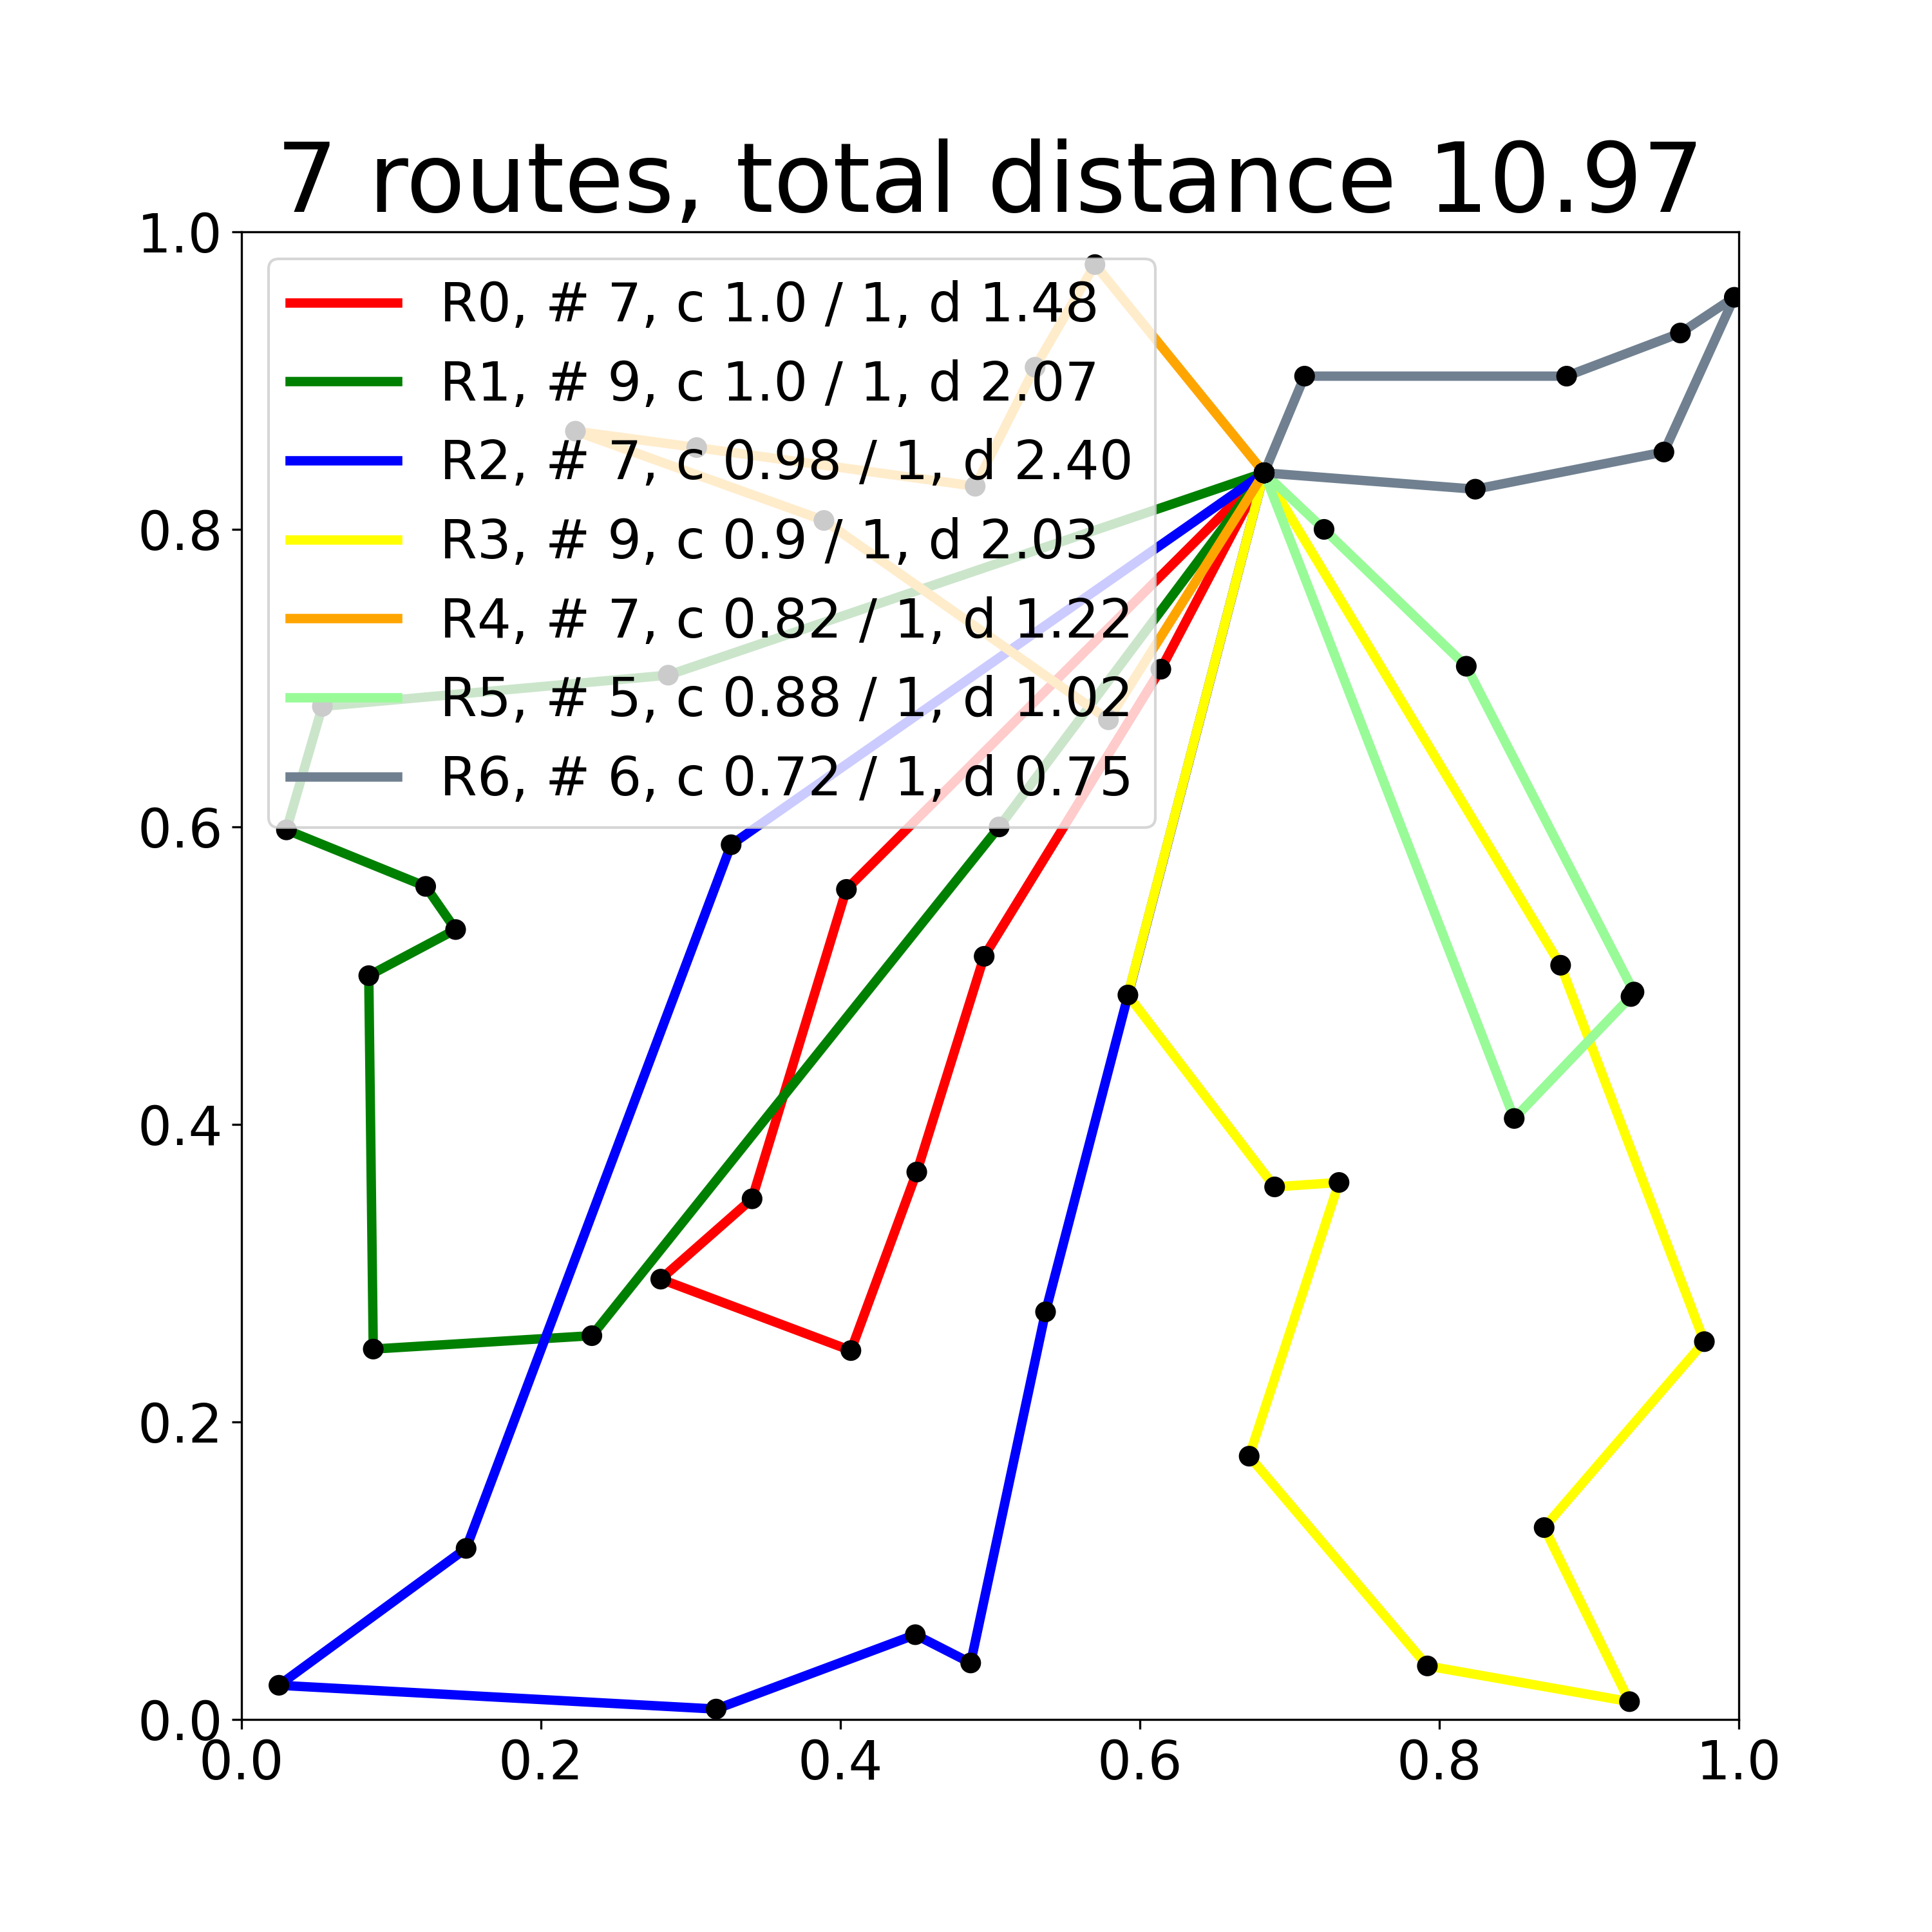 7 routes, total distance 10.97
1.0
R0, # 7, c 1.0 / 1, d 1.48
R1, # 9, c 1.0 / 1, d 2.07
R2, # 7, c 0.98 / 1, d 2.40
R3, # 9, c 0.9 / 1, d 2.03
R4, # 7, c 0.82 / 1, d 1.22
R5, # 5, c 0.88 / 1, d 1.02
R6, # 6, c 0.72 / 1, d 0.75
0.8
0.6
0.4
0.2
0.0
0.0 0.2 0.4 0.6 0.8 1.0